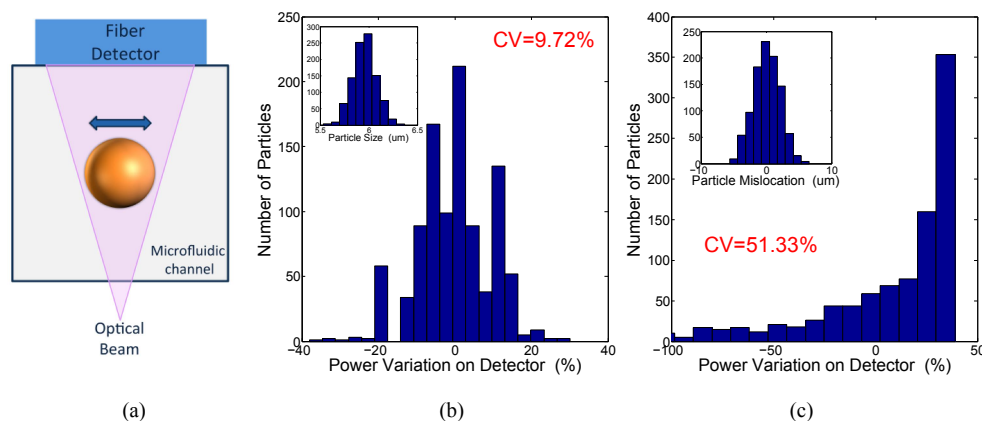 Fiber
Detector
Microfluidic
channel
Optical
Beam
(a)
250
200
150
100
50
0
Number of Particles
CV=9.72%
300
250
200
150
100
50
0
5.5 6 6.5
Particle Size (um)
-40 -20 0 20 40
Power Variation on Detector (%)
(b)
400
350
300
250
200
150
100
50
0
Number of Particles
250
200
150
100
50
0
-10 0 10
Particle Mislocation (um)
CV=51.33%
-100 -50 0 50
Power Variation on Detector (%)
(c)